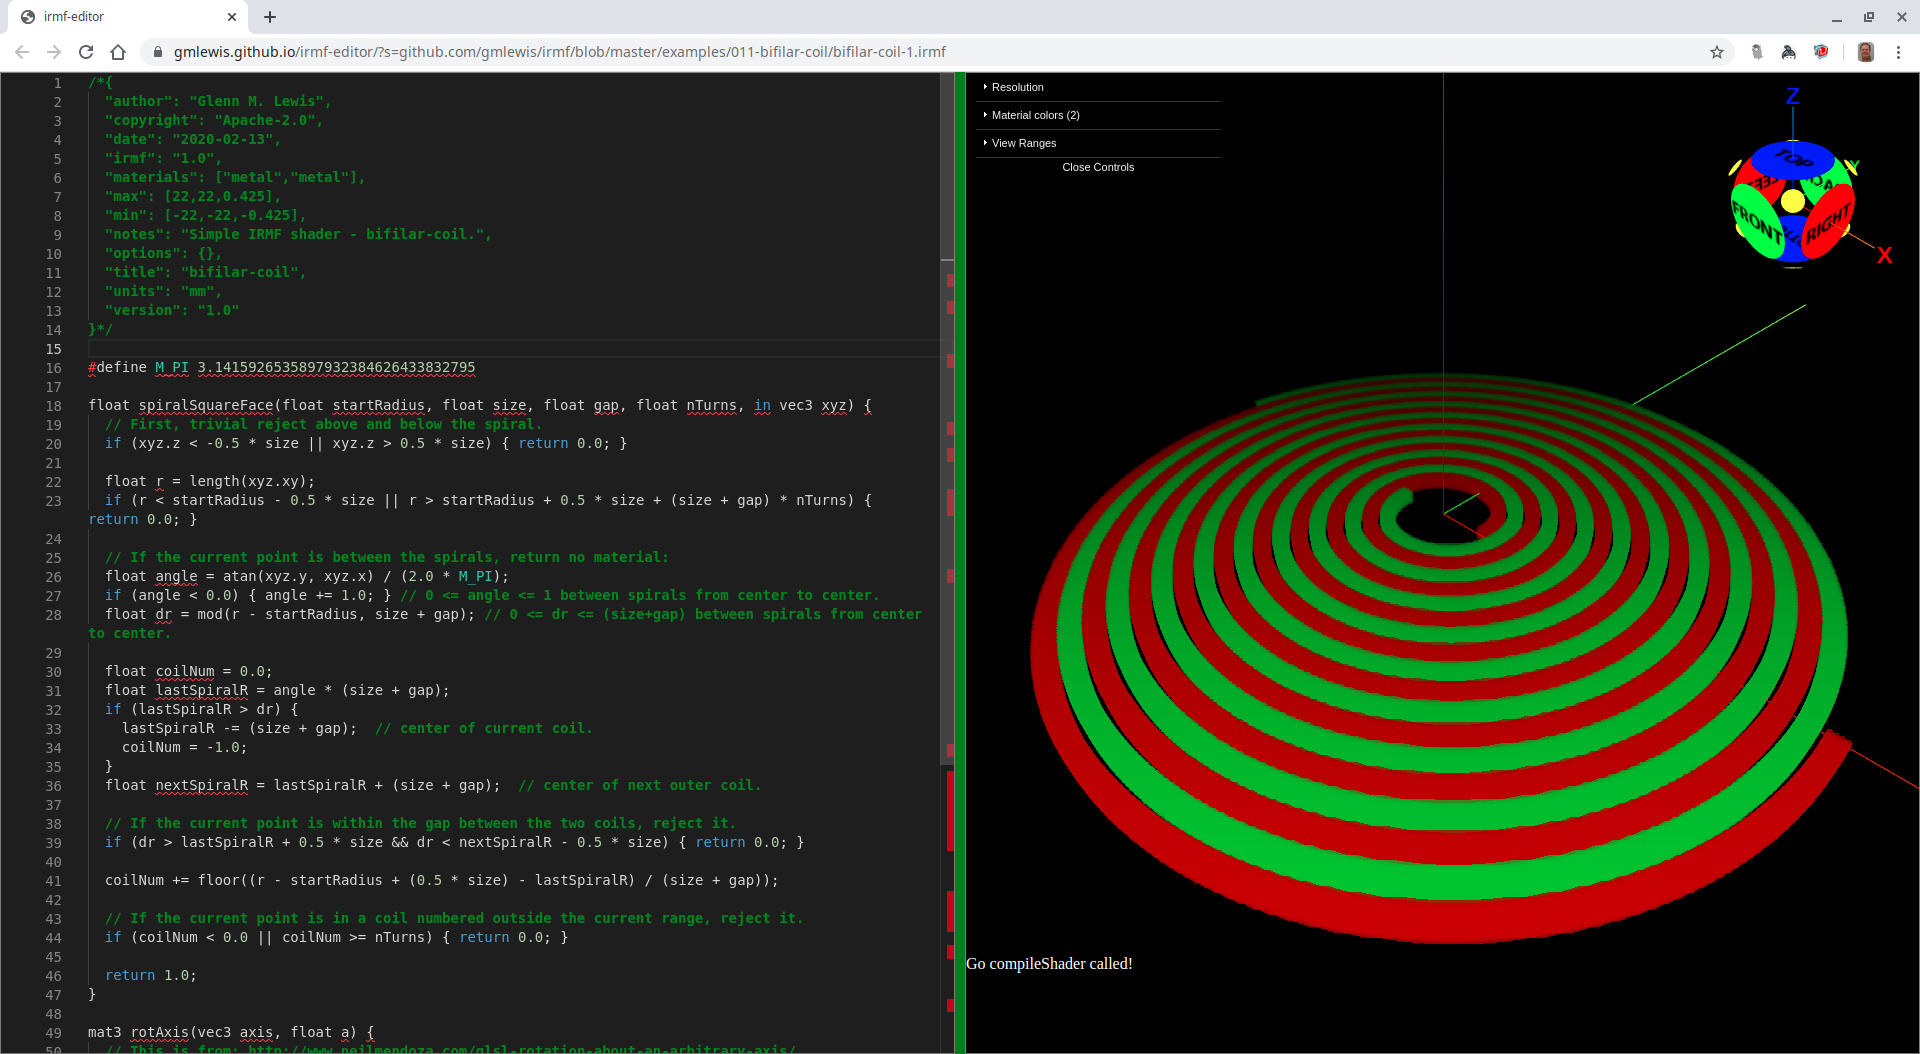 irmf-editor
gmlewis.github.io/irmf-editor/?s=github.com/gmlewis/irmf/blob/master/examples/011-bifilar-coil/bifilar-coil-1.irmf
1 /*{
2 "author": "Glenn M. Lewis",
3 "copyright": "Apache-2.0",
4 "date": "2020-02-13",
5 "irmf": "1.0",
6 "materials": ["metal","metal"],
7 "max": [22,22,0.425],
8 "min": [-22,-22,-0.425],
9 "notes": "Simple IRMF shader - bifilar-coil.",
10 "options": {},
11 "title": "bifilar-coil",
12 "units": "mm",
13 "version": "1.0"
14 }*/
15
16 #define M_PI 3.1415926535897932384626433832795
17
18 float spiralSquareFace(float startRadius, float size, float gap, float nTurns, in vec3 xyz) {
19 // First, trivial reject above and below the spiral.
20 if (xyz.z < -0.5 * size || xyz.z > 0.5 * size) { return 0.0; }
21
22 float r = length(xyz.xy);
23 if (r < startRadius - 0.5 * size || r > startRadius + 0.5 * size + (size + gap) * nTurns) {
return 0.0; }
24
25 // If the current point is between the spirals, return no material:
26 float angle = atan(xyz.y, xyz.x) / (2.0 * M_PI);
27 if (angle < 0.0) { angle += 1.0; } // 0 <= angle <= 1 between spirals from center to center.
28 float dr = mod(r - startRadius, size + gap); // 0 <= dr <= (size+gap) between spirals from center
to center.
29
30 float coilNum = 0.0;
31 float lastSpiralR = angle * (size + gap);
32 if (lastSpiralR > dr) {
33 lastSpiralR -= (size + gap);  // center of current coil.
34 coilNum = -1.0;
35 }
36 float nextSpiralR = lastSpiralR + (size + gap);  // center of next outer coil.
37
38 // If the current point is within the gap between the two coils, reject it.
39 if (dr > lastSpiralR + 0.5 * size && dr < nextSpiralR - 0.5 * size) { return 0.0; }
40
41 coilNum += floor((r - startRadius + (0.5 * size) - lastSpiralR) / (size + gap));
42
43 // If the current point is in a coil numbered outside the current range, reject it.
44 if (coilNum < 0.0 || coilNum >= nTurns) { return 0.0; }
45
46 return 1.0;
47 }
48
49 mat3 rotAxis(vec3 axis, float a) {
50 // This is from: http://www.neilmendoza.com/glsl-rotation-about-an-arbitrary-axis/
Resolution
Material colors (2)
View Ranges
Close Controls
Z
TOP
Y
FRONT
RIGHT
X
Go compileShader called!